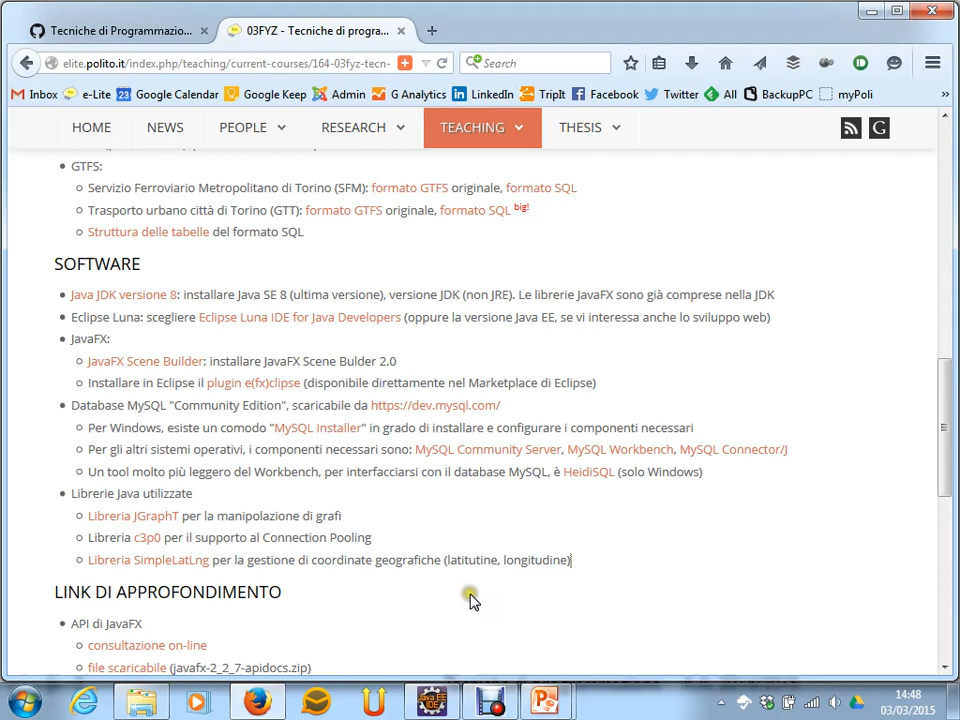 Tecniche di Programmazio...
03FYZ - Tecniche di progra...
elite.polito.it/index.php/teaching/current-courses/164-03fyz-tecn-
Search
Inbox
e-Lite
23 Google Calendar
Google Keep
Admin
G Analytics
LinkedIn
TripIt
Facebook
Twitter
All
BackupPC
myPoli
HOME
NEWS
PEOPLE
RESEARCH
TEACHING
THESIS
G
GTFS:
Servizio Ferroviario Metropolitano di Torino (SFM): formato GTFS originale, formato SQL
Trasporto urbano città di Torino (GTT): formato GTFS originale, formato SQL big!
Struttura delle tabelle del formato SQL
SOFTWARE
Java JDK versione 8: installare Java SE 8 (ultima versione), versione JDK (non JRE). Le librerie JavaFX sono già comprese nella JDK
Eclipse Luna: scegliere Eclipse Luna IDE for Java Developers (oppure la versione Java EE, se vi interessa anche lo sviluppo web)
JavaFX:
JavaFX Scene Builder: installare JavaFX Scene Bulder 2.0
Installare in Eclipse il plugin e(fx)clipse (disponibile direttamente nel Marketplace di Eclipse)
Database MySQL "Community Edition", scaricabile da https://dev.mysql.com/
Per Windows, esiste un comodo "MySQL Installer" in grado di installare e configurare i componenti necessari
Per gli altri sistemi operativi, i componenti necessari sono: MySQL Community Server, MySQL Workbench, MySQL Connector/J
Un tool molto più leggero del Workbench, per interfacciarsi con il database MySQL, è HeidiSQL (solo Windows)
Librerie Java utilizzate
Libreria JGraphT per la manipolazione di grafi
Libreria c3p0 per il supporto al Connection Pooling
Libreria SimpleLatLng per la gestione di coordinate geografiche (latitutine, longitudine)
LINK DI APPROFONDIMENTO
API di JavaFX
consultazione on-line
file scaricabile (javafx-2_2_7-apidocs.zip)
Java EE
IDE
14:48
03/03/2015